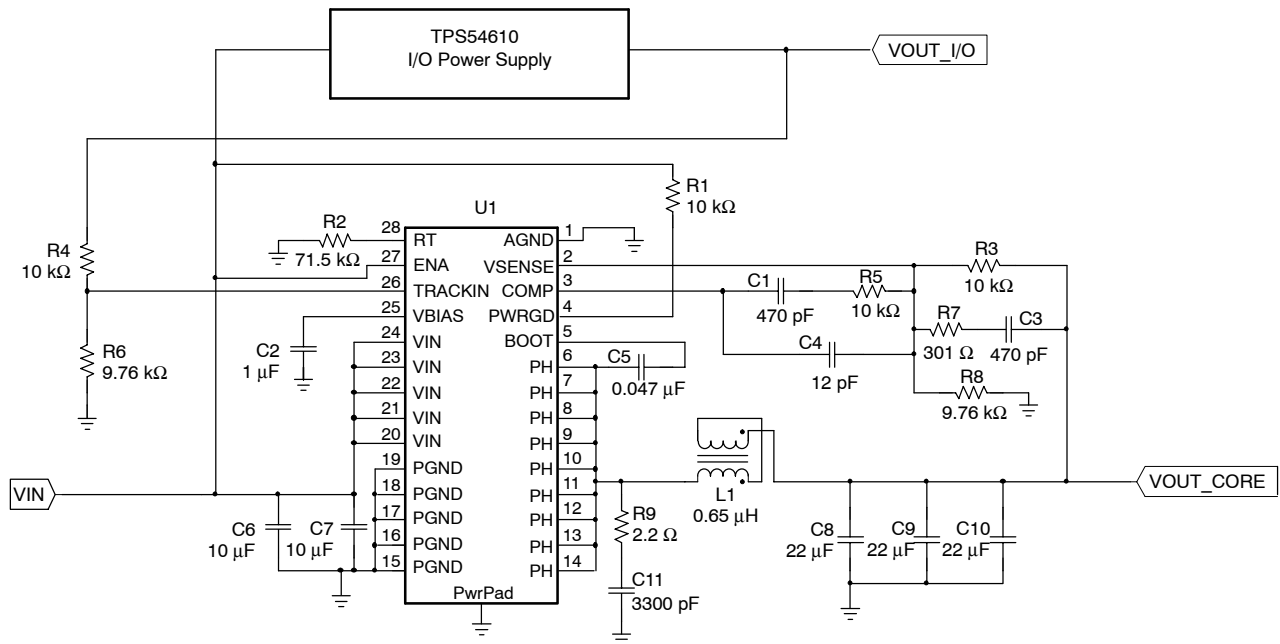 TPS54610
I/O Power Supply
VOUT_I/O
R1
10 kΩ
U1
R2
71.5 kΩ
R4
10 kΩ
R6
9.76 kΩ
C2
1 μF
28
RT
27
ENA
26
TRACKIN
25
VBIAS
24
VIN
23
VIN
22
VIN
21
VIN
20
VIN
19
PGND
18
PGND
17
PGND
16
PGND
15
PGND
PwrPad
AGND
1
VSENSE
2
COMP
3
PWRGD
4
BOOT
5
PH
6
PH
7
PH
8
PH
9
PH
10
PH
11
PH
12
PH
13
PH
14
C1
470 pF
R5
10 kΩ
R3
10 kΩ
R7
301 Ω
C3
470 pF
C4
12 pF
R8
9.76 kΩ
C5
0.047 μF
L1
0.65 μH
R9
2.2 Ω
C11
3300 pF
VIN
C6
10 μF
C7
10 μF
C8
22 μF
C9
22 μF
C10
22 μF
VOUT_CORE